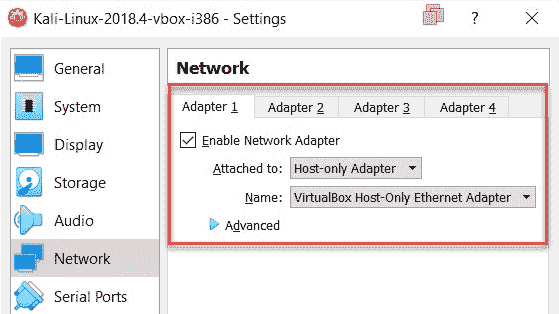 Kali-Linux-2018.4-vbox-i386 - Settings
?
General
System
Display
Storage
Audio
Network
Serial Ports
Network
Adapter 1 Adapter 2 Adapter 3 Adapter 4
Enable Network Adapter
Attached to: Host-only Adapter
Name: VirtualBox Host-Only Ethernet Adapter
Advanced